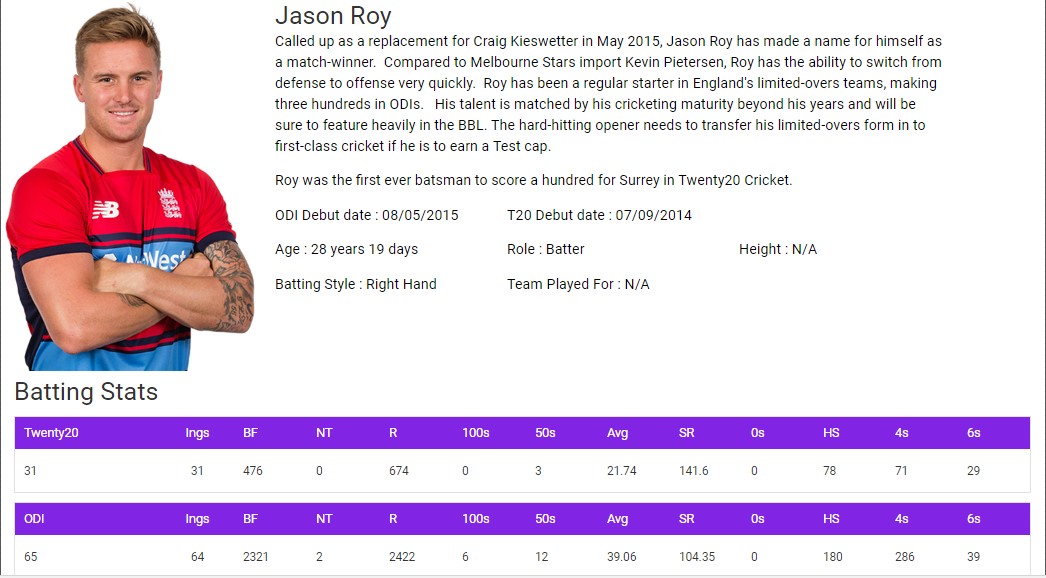 Jason Roy
Called up as a replacement for Craig Kieswetter in May 2015, Jason Roy has made a name for himself as
a match-winner.  Compared to Melbourne Stars import Kevin Pietersen, Roy has the ability to switch from
defense to offense very quickly.  Roy has been a regular starter in England's limited-overs teams, making
three hundreds in ODIs.   His talent is matched by his cricketing maturity beyond his years and will be
sure to feature heavily in the BBL. The hard-hitting opener needs to transfer his limited-overs form in to
first-class cricket if he is to earn a Test cap.
Roy was the first ever batsman to score a hundred for Surrey in Twenty20 Cricket.
ODI Debut date : 08/05/2015 T20 Debut date : 07/09/2014
Age : 28 years 19 days Role : Batter Height : N/A
Batting Style : Right Hand Team Played For : N/A
NB
Batting Stats
Twenty20 Ings BF NT R 100s 50s Avg SR 0s HS 4s 6s
31 31 476 0 674 0 3 21.74 141.6 0 78 71 29
ODI Ings BF NT R 100s 50s Avg SR 0s HS 4s 6s
65 64 2321 2 2422 6 12 39.06 104.35 0 180 286 39